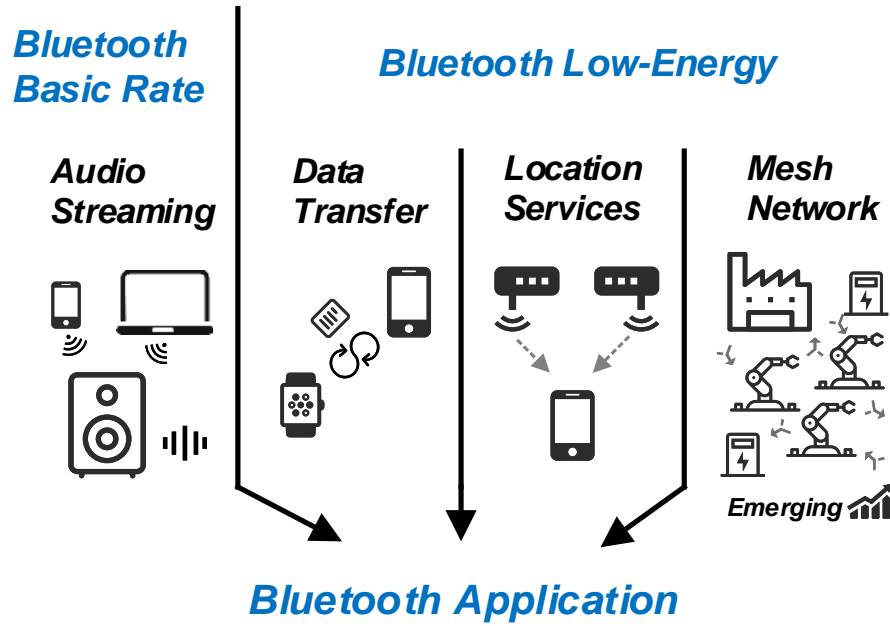 Bluetooth
Basic Rate
Bluetooth Low-Energy
Audio
Streaming
Data
Transfer
Location
Services
Mesh
Network
Emerging
Bluetooth Application